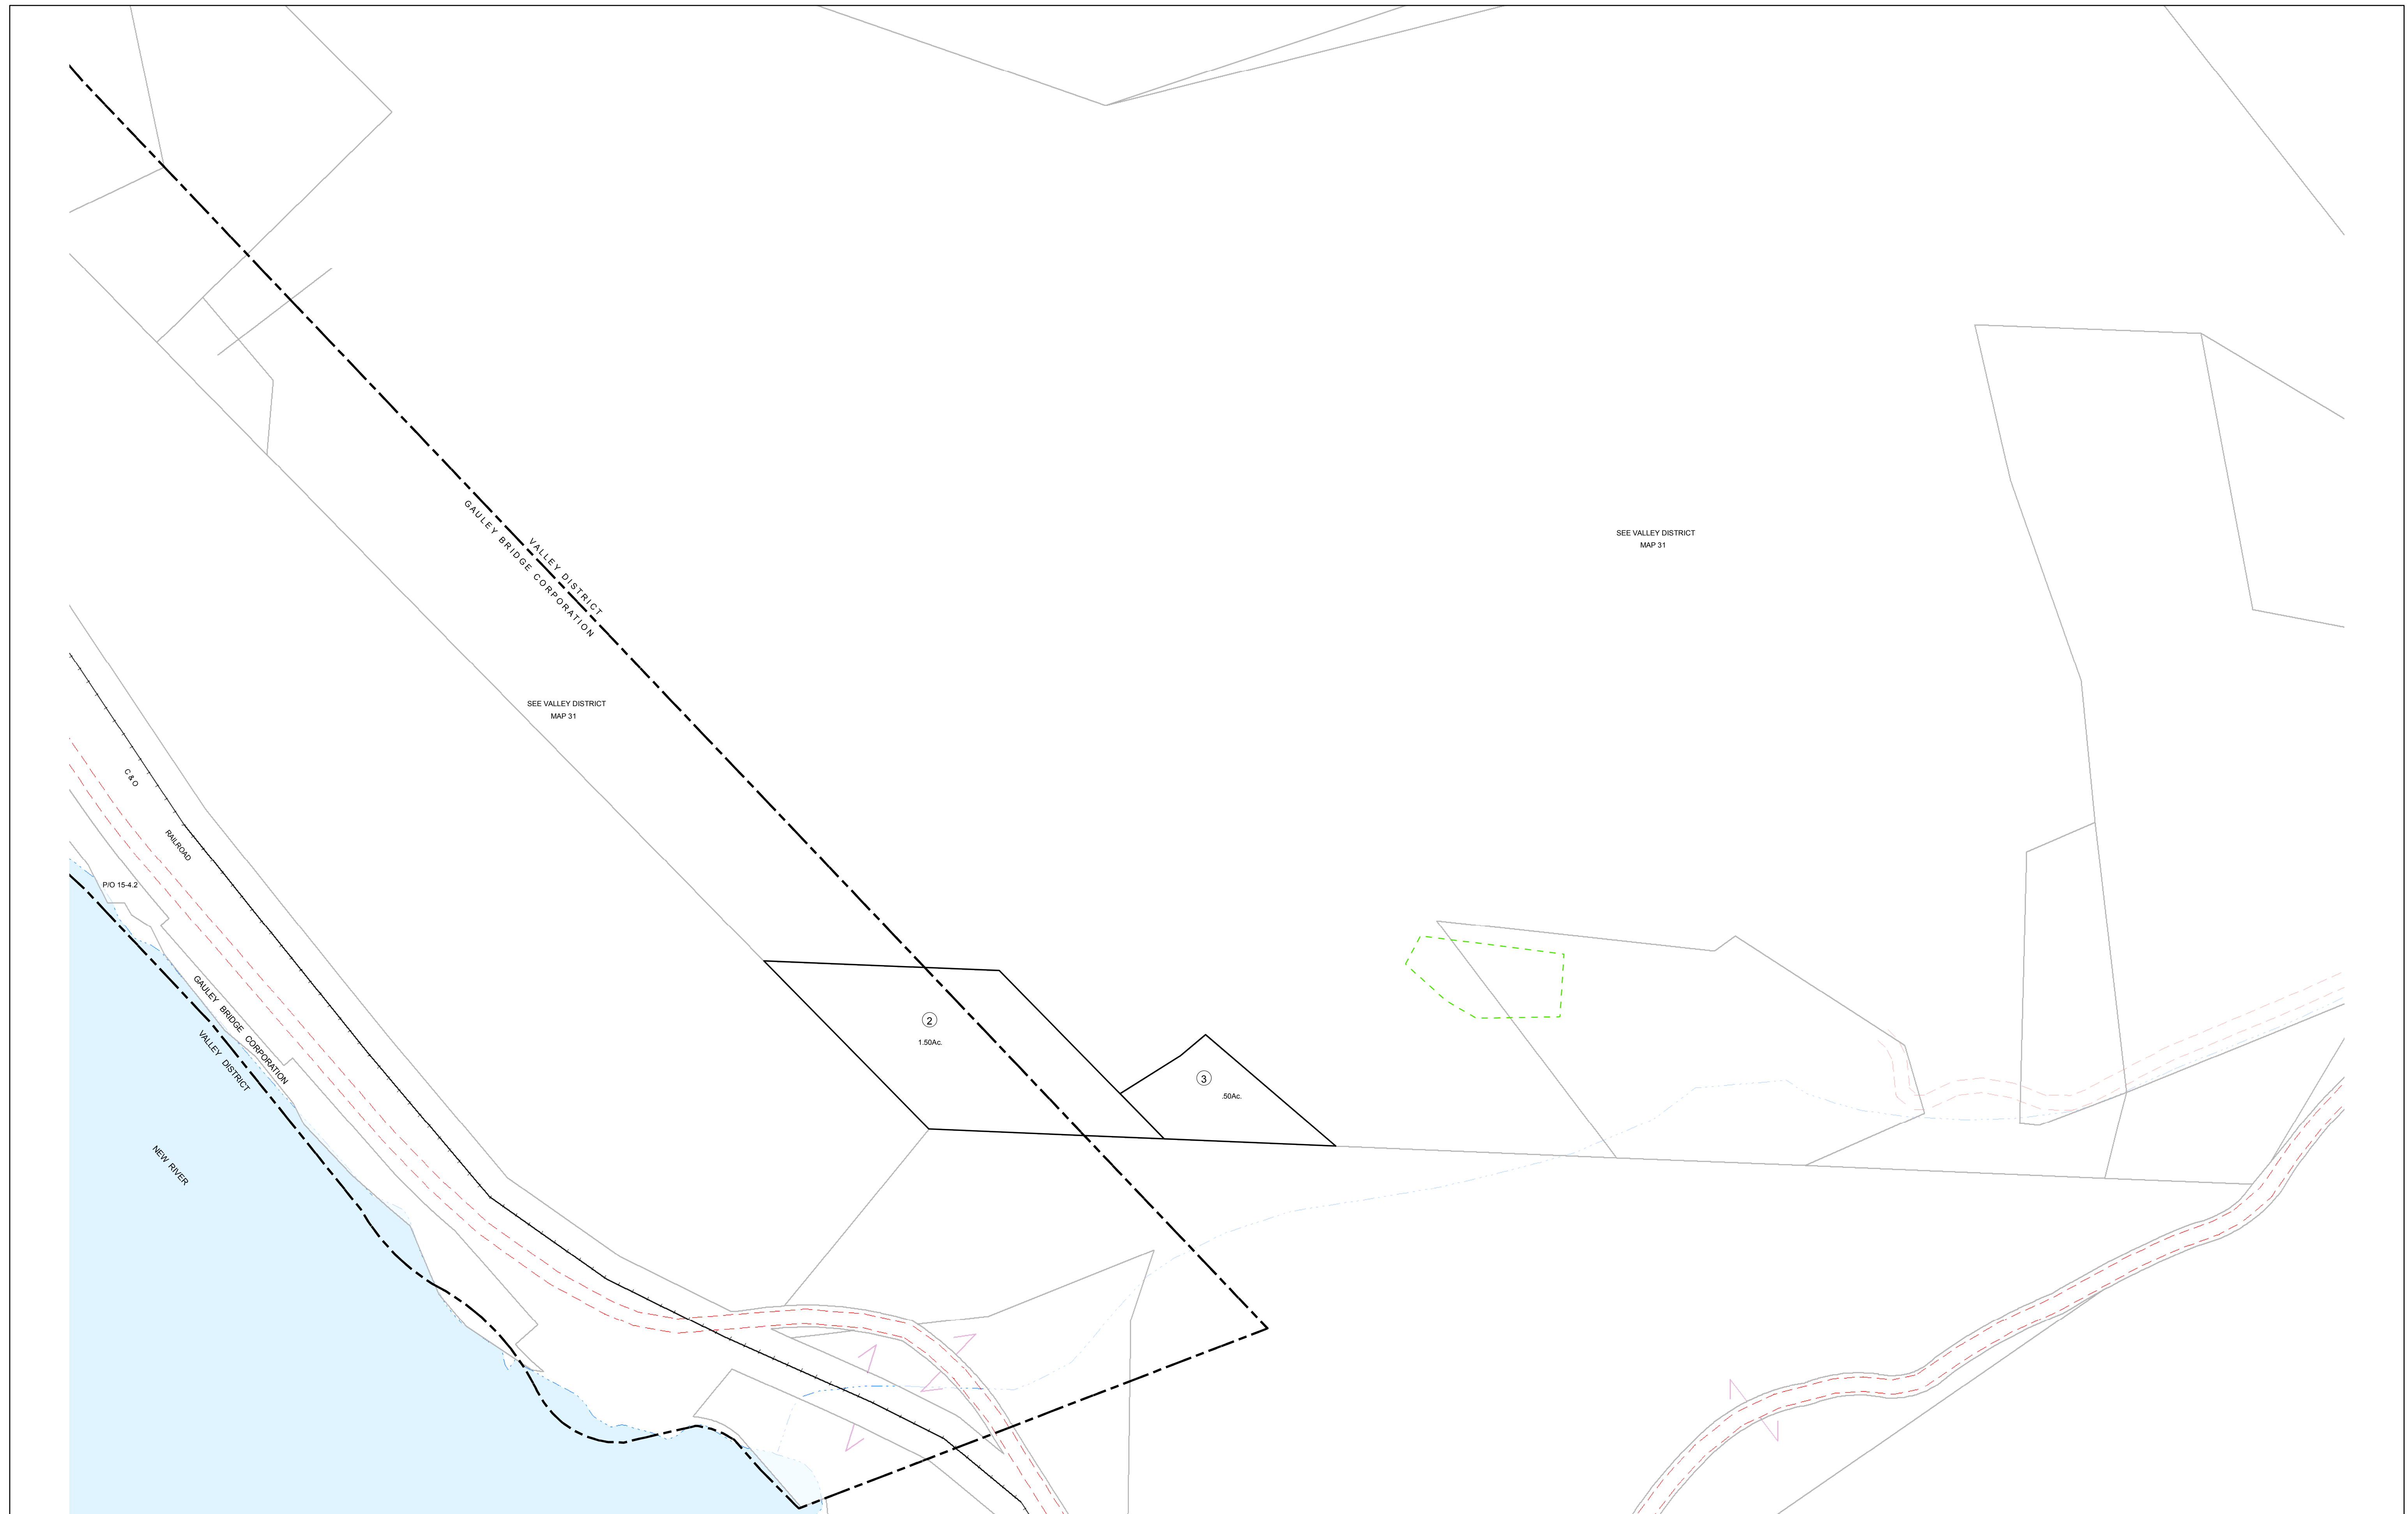 VALLEY DISTRICT
GAULEY BRIDGE CORPORATION
SEE VALLEY DISTRICT
MAP 31
SEE VALLEY DISTRICT
MAP 31
C & O
RAILROAD
P/O 15-4.2
GAULEY BRIDGE CORPORATION
VALLEY DISTRICT
NEW RIVER
2
1.50Ac.
3
.50Ac.